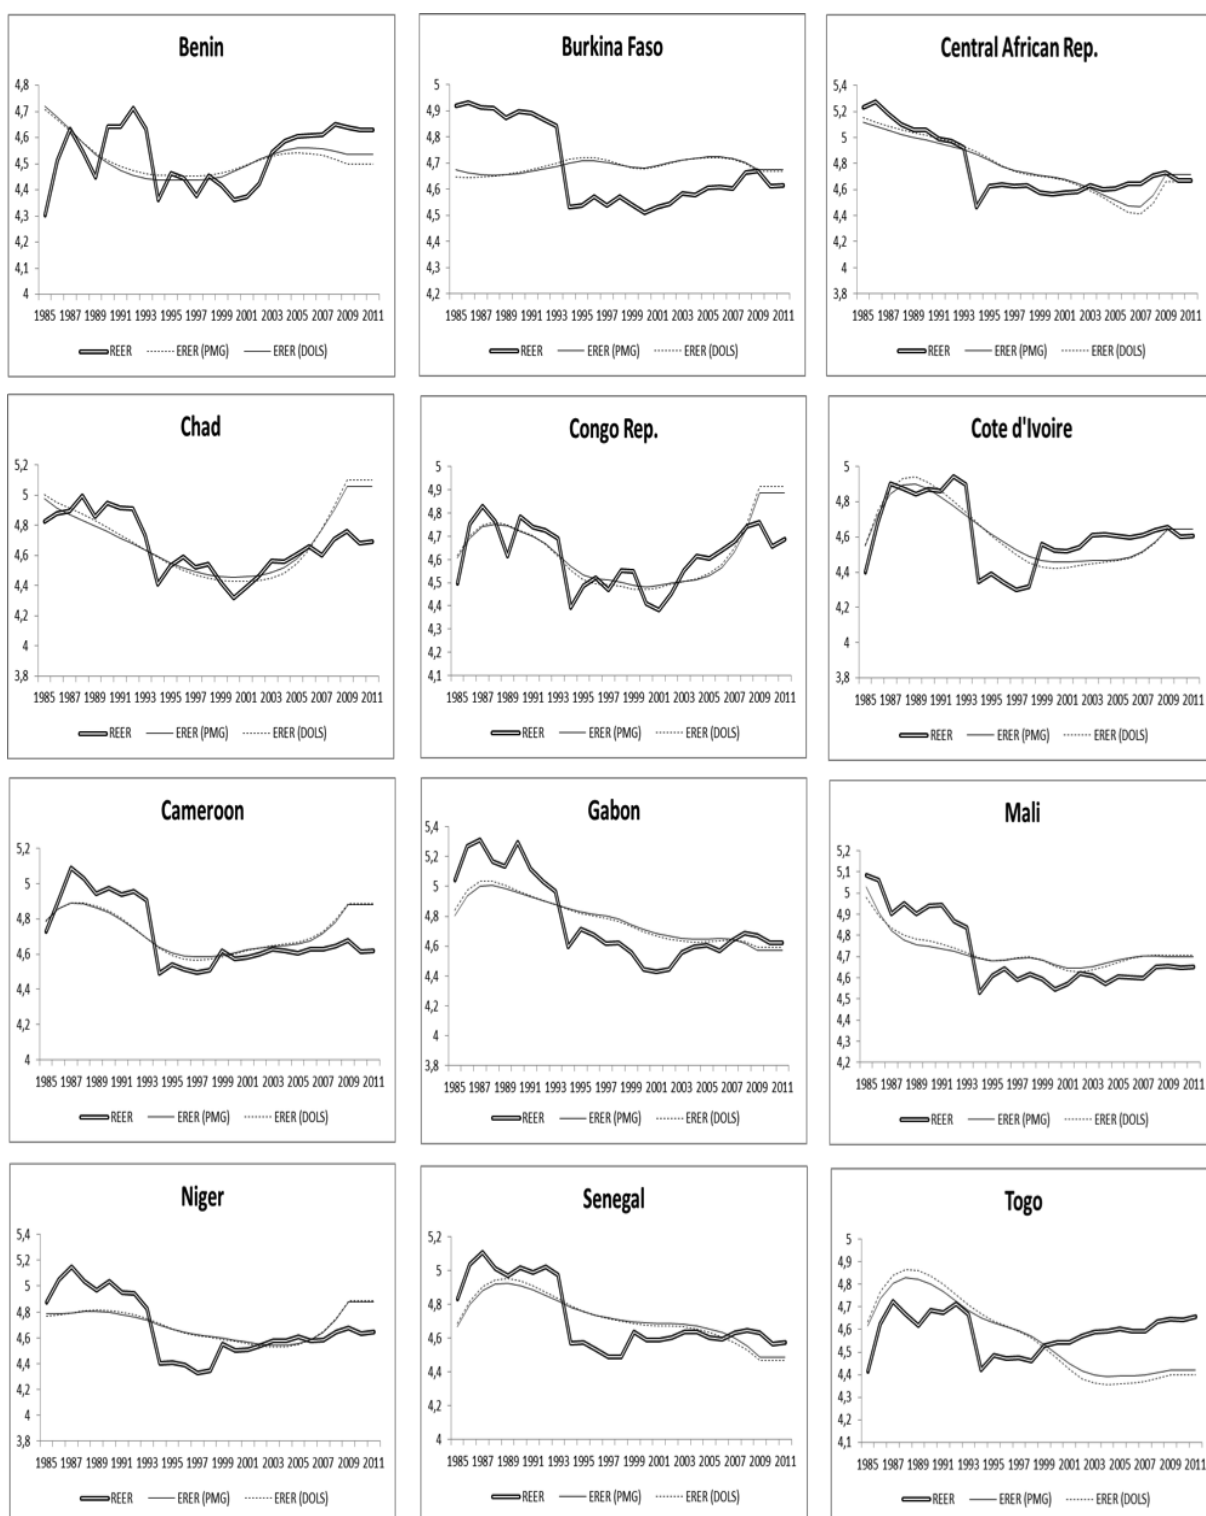 Benin
4,8
4,7
4,6
4,5
4,4
4,3
4,2
4,1
4
1985 1987 1989 1991 1993 1995 1997 1999 2001 2003 2005 2007 2009 2011
REER ERER (PMG) ERER (DOLS)
Burkina Faso
5
4,9
4,8
4,7
4,6
4,5
4,4
4,3
4,2
1985 1987 1989 1991 1993 1995 1997 1999 2001 2003 2005 2007 2009 2011
REER ERER (PMG) ERER (DOLS)
Central African Rep.
5,4
5,2
5
4,8
4,6
4,4
4,2
4
3,8
1985 1987 1989 1991 1993 1995 1997 1999 2001 2003 2005 2007 2009 2011
REER ERER (PMG) ERER (DOLS)
Chad
5,2
5
4,8
4,6
4,4
4,2
4
3,8
1985 1987 1989 1991 1993 1995 1997 1999 2001 2003 2005 2007 2009 2011
REER ERER (PMG) ERER (DOLS)
Congo Rep.
5
4,9
4,8
4,7
4,6
4,5
4,4
4,3
4,2
4,1
1985 1987 1989 1991 1993 1995 1997 1999 2001 2003 2005 2007 2009 2011
REER ERER (PMG) ERER (DOLS)
Cote d'Ivoire
5
4,8
4,6
4,4
4,2
4
3,8
1985 1987 1989 1991 1993 1995 1997 1999 2001 2003 2005 2007 2009 2011
REER ERER (PMG) ERER (DOLS)
Cameroon
5,2
5
4,8
4,6
4,4
4,2
4
1985 1987 1989 1991 1993 1995 1997 1999 2001 2003 2005 2007 2009 2011
REER ERER (PMG) ERER (DOLS)
Gabon
5,4
5,2
5
4,8
4,6
4,4
4,2
4
3,8
1985 1987 1989 1991 1993 1995 1997 1999 2001 2003 2005 2007 2009 2011
REER ERER (PMG) ERER (DOLS)
Mali
5,2
5,1
5
4,9
4,8
4,7
4,6
4,5
4,4
4,3
4,2
1985 1987 1989 1991 1993 1995 1997 1999 2001 2003 2005 2007 2009 2011
REER ERER (PMG) ERER (DOLS)
Niger
5,4
5,2
5
4,8
4,6
4,4
4,2
4
3,8
1985 1987 1989 1991 1993 1995 1997 1999 2001 2003 2005 2007 2009 2011
REER ERER (PMG) ERER (DOLS)
Senegal
5,2
5
4,8
4,6
4,4
4,2
4
1985 1987 1989 1991 1993 1995 1997 1999 2001 2003 2005 2007 2009 2011
REER ERER (PMG) ERER (DOLS)
Togo
5
4,9
4,8
4,7
4,6
4,5
4,4
4,3
4,2
4,1
1985 1987 1989 1991 1993 1995 1997 1999 2001 2003 2005 2007 2009 2011
REER ERER (PMG) ERER (DOLS)